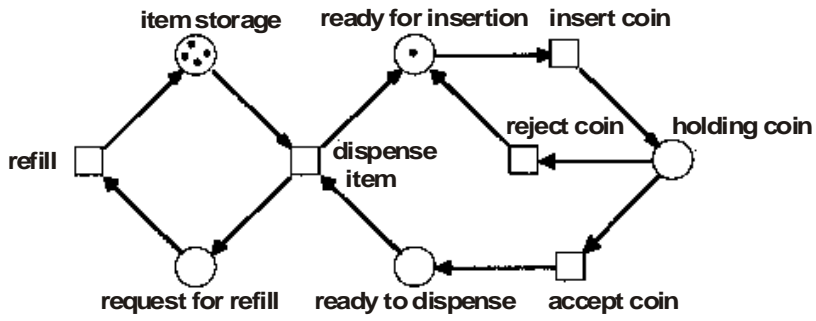 item storage
ready for insertion
insert coin
refill
dispense
item
reject coin
holding coin
request for refill
ready to dispense
accept coin